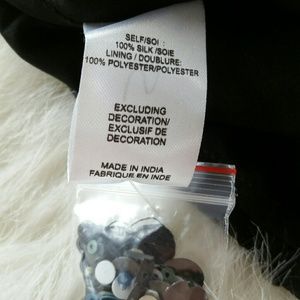 SELF/SOI :
100% SILK /SOIE
LINING / DOUBLURE:
100% POLYESTER/POLYESTER
EXCLUDING
DECORATION/
EXCLUSIF DE
DECORATION
MADE IN INDIA
FABRIQUE EN INDE